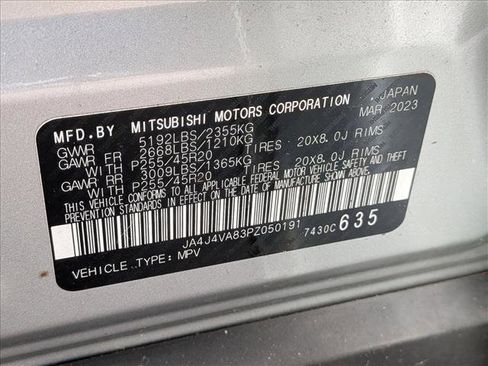 MFD.BY MITSUBISHI MOTORS CORPORATION JAPAN
GVWR 5192LBS/2355KG MAR 2023
GAWR FR 2668LBS/1210KG
WITH P255/45R20 TIRES 20X8.0J RIMS
GAWR RR 3009LBS/1365KG
WITH P255/45R20 TIRES 20X8.0J RIMS
THIS VEHICLE CONFORMS TO ALL APPLICABLE FEDERAL MOTOR VEHICLE SAFETY AND
THEFT PREVENTION STANDARDS IN EFFECT ON THE DATE OF MANUFACTURE SHOWN ABOVE.
JA4J4VA83PZ050191
VEHICLE TYPE: MPV 7430C 635